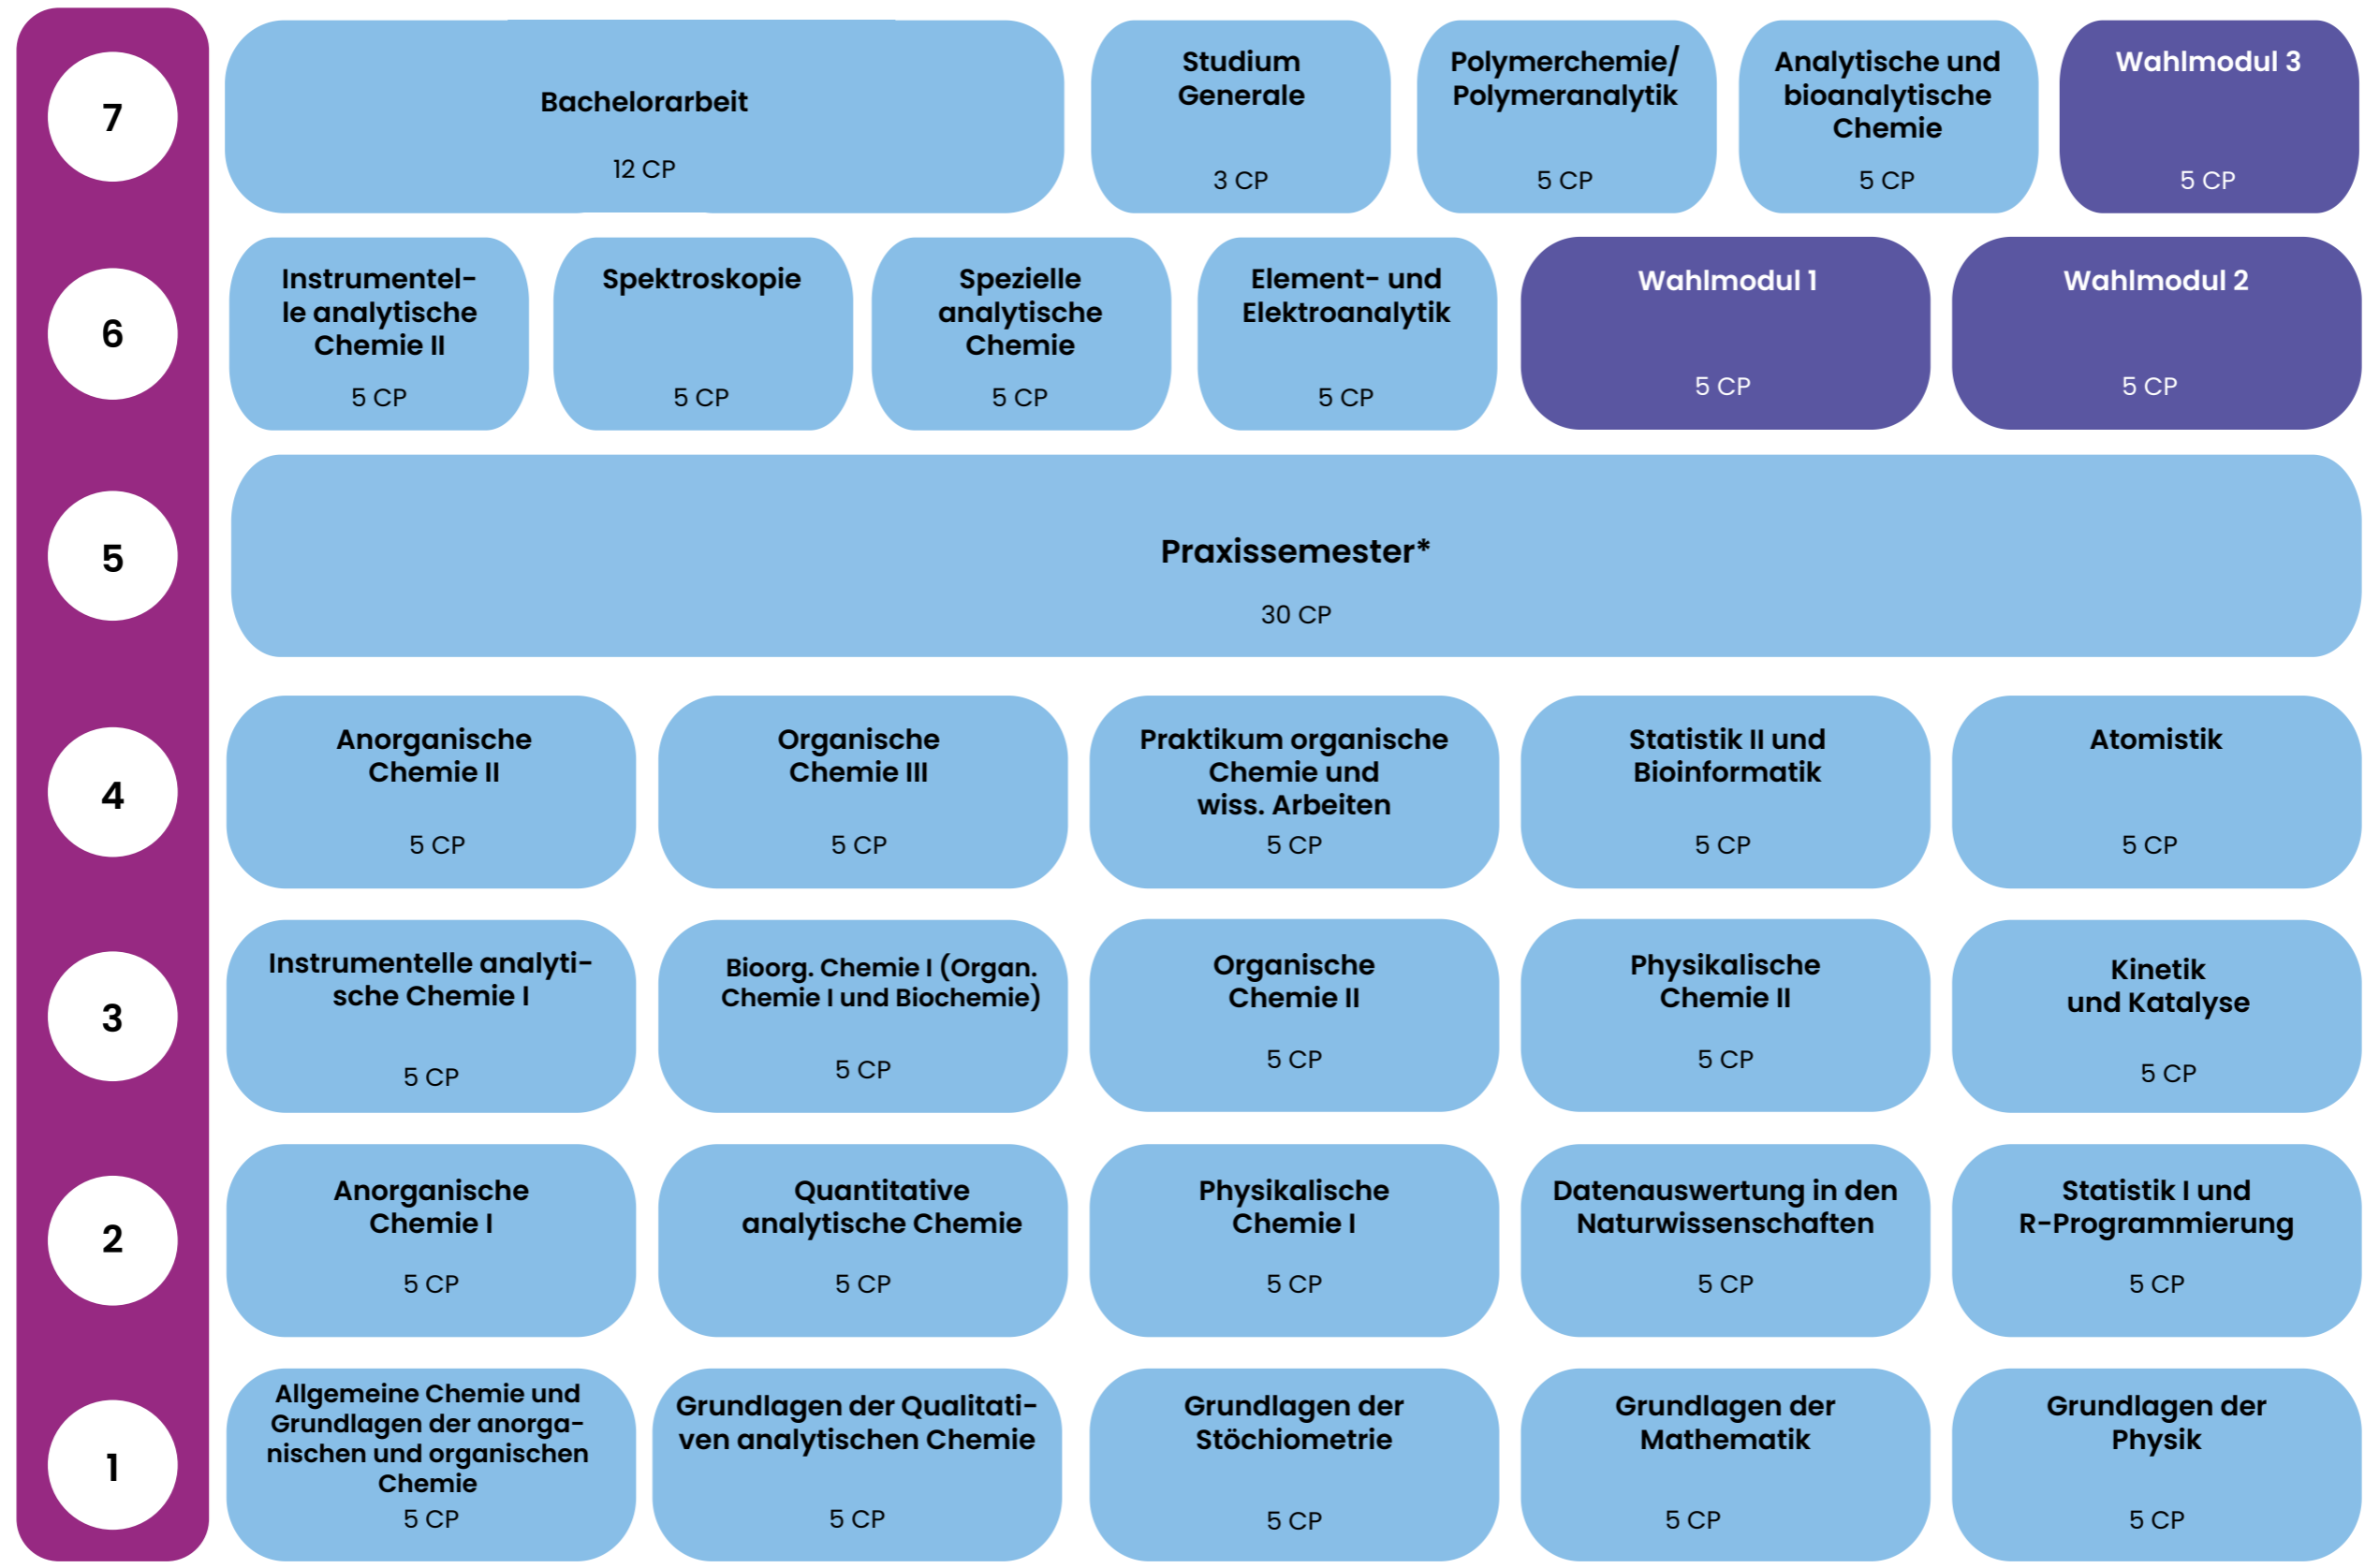 7
Bachelorarbeit
12 CP
Studium
Generale
3 CP
Polymerchemie/
Polymeranalytik
5 CP
Analytische und
bioanalytische
Chemie
5 CP
Wahlmodul 3
5 CP
6
Instrumentel-
le analytische
Chemie II
5 CP
Spektroskopie
5 CP
Spezielle
analytische
Chemie
5 CP
Element- und
Elektroanalytik
5 CP
Wahlmodul 1
5 CP
Wahlmodul 2
5 CP
5
Praxissemester*
30 CP
4
Anorganische
Chemie II
5 CP
Organische
Chemie III
5 CP
Praktikum organische
Chemie und
wiss. Arbeiten
5 CP
Statistik II und
Bioinformatik
5 CP
Atomistik
5 CP
3
Instrumentelle analyti-
sche Chemie I
5 CP
Bioorg. Chemie I (Organ.
Chemie I und Biochemie)
5 CP
Organische
Chemie II
5 CP
Physikalische
Chemie II
5 CP
Kinetik
und Katalyse
5 CP
2
Anorganische
Chemie I
5 CP
Quantitative
analytische Chemie
5 CP
Physikalische
Chemie I
5 CP
Datenauswertung in den
Naturwissenschaften
5 CP
Statistik I und
R-Programmierung
5 CP
1
Allgemeine Chemie und
Grundlagen der anorga-
nischen und organischen
Chemie
5 CP
Grundlagen der Qualitati-
ven analytischen Chemie
5 CP
Grundlagen der
Stöchiometrie
5 CP
Grundlagen der
Mathematik
5 CP
Grundlagen der
Physik
5 CP